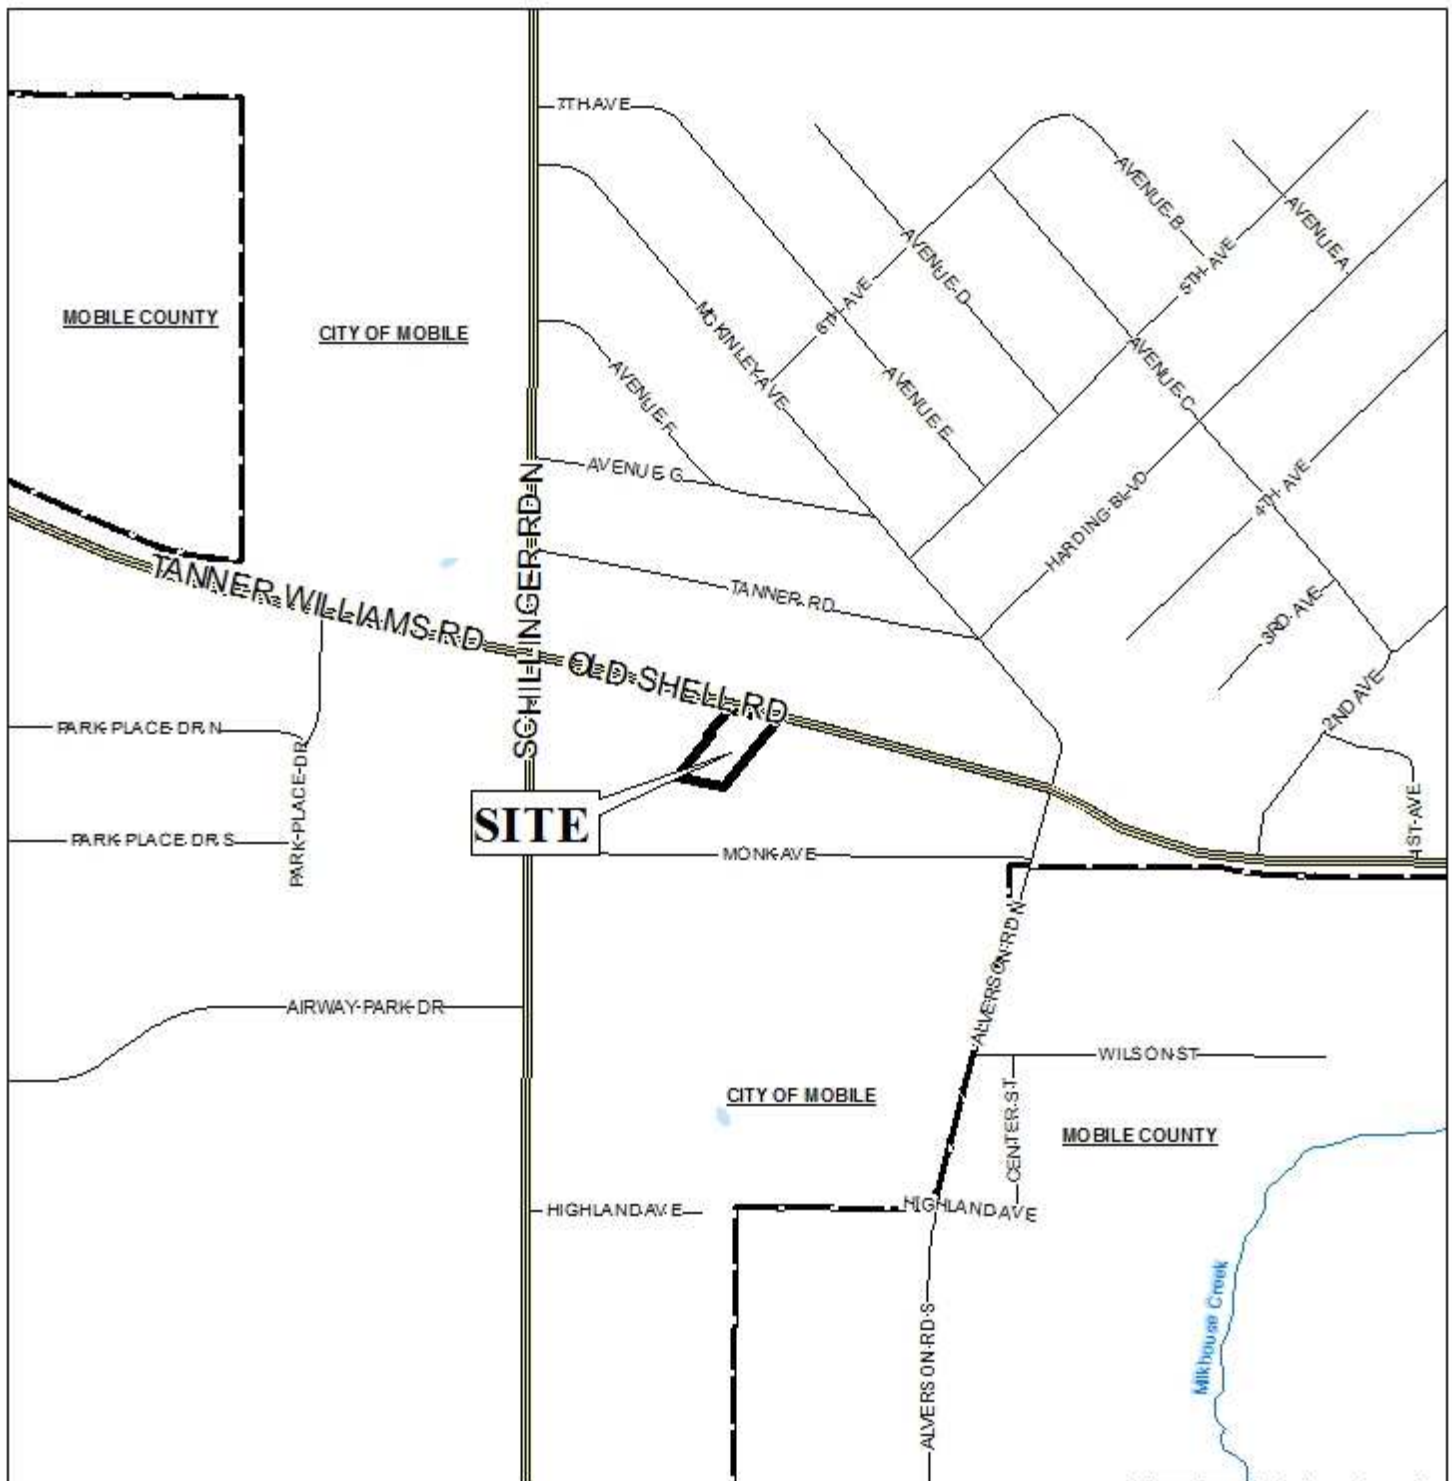 7TH AVE
AVENUE B
AVENUE A
AVENUE D
5TH AVE
6TH AVE
MOBILE COUNTY
CITY OF MOBILE
MCKINLEY AVE
AVENUE C
AVENUE F
AVENUE E
AVENUE G
4TH AVE
HARDING BLVD
SCHILLINGER RD N
TANNER WILLIAMS RD
TANNER RD
3RD AVE
OLD SHELL RD
2ND AVE
PARK PLACE DR N
PARK PLACE DR
1ST AVE
SITE
PARK PLACE DR S
MONK AVE
ALVERSON RD N
AIRWAY PARK DR
WILSON ST
CITY OF MOBILE
CENTER ST
MOBILE COUNTY
HIGHLAND AVE
HIGHLAND AVE
Milkhouse Creek
ALVERSON RD S